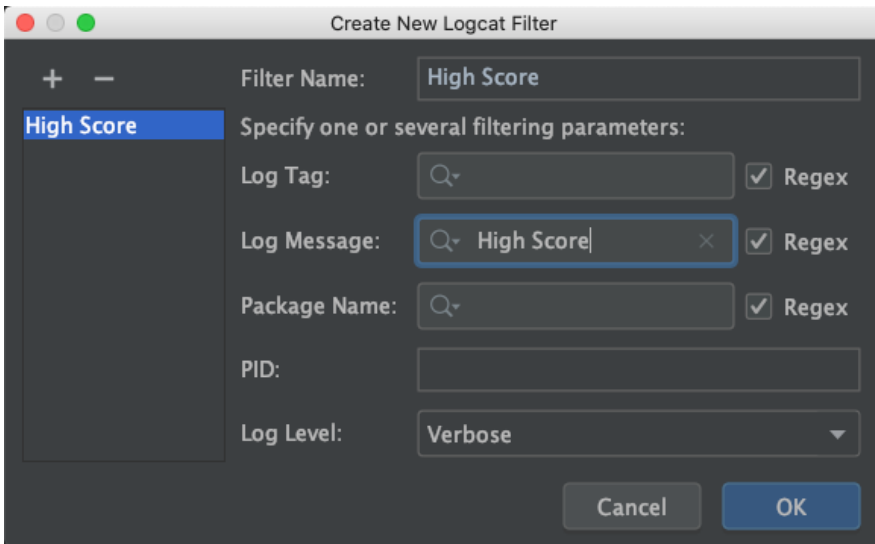 Create New Logcat Filter
+ −
High Score
Filter Name: High Score
Specify one or several filtering parameters:
Log Tag: Regex
Log Message: High Score Regex
Package Name: Regex
PID:
Log Level: Verbose
Cancel OK